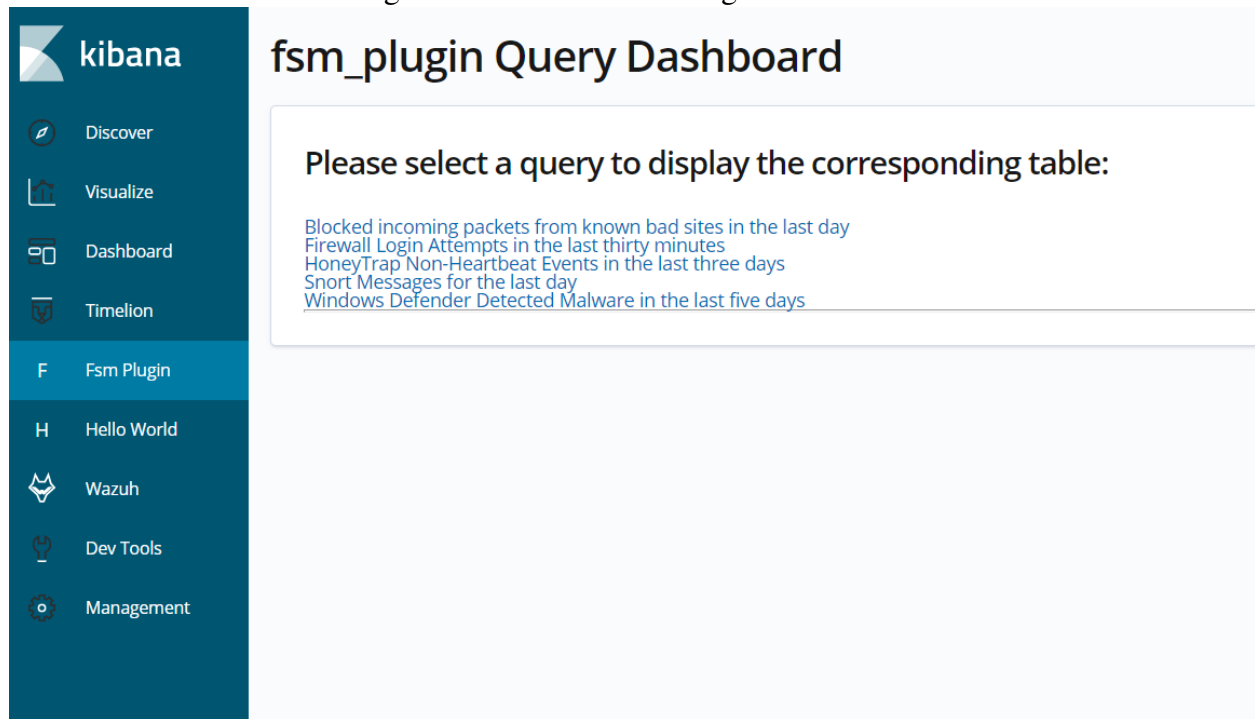 kibana
Discover
Visualize
Dashboard
Timelion
F Fsm Plugin
H Hello World
Wazuh
Dev Tools
Management
fsm_plugin Query Dashboard
Please select a query to display the corresponding table:
Blocked incoming packets from known bad sites in the last day
Firewall Login Attempts in the last thirty minutes
HoneyTrap Non-Heartbeat Events in the last three days
Snort Messages for the last day
Windows Defender Detected Malware in the last five days